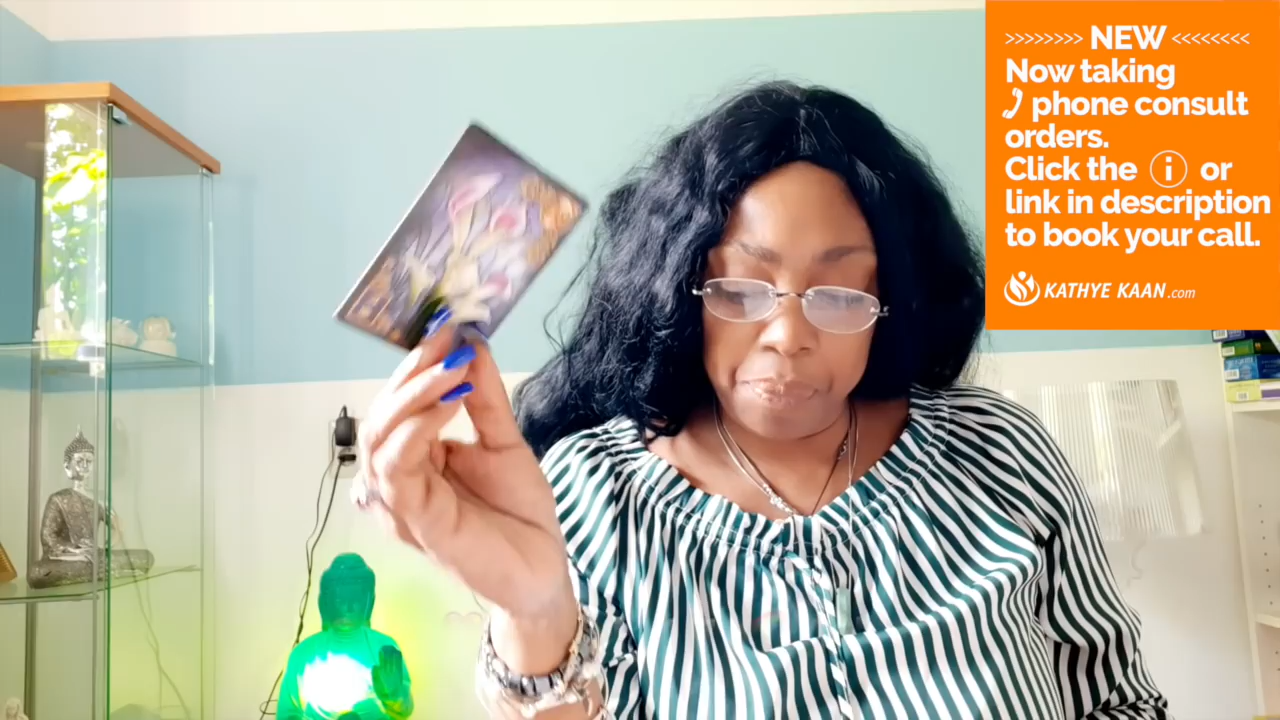 >>>>>>>> NEW <<<<<<<<
Now taking
phone consult
orders.
Click the i or
link in description
to book your call.
KATHYE KAAN.com